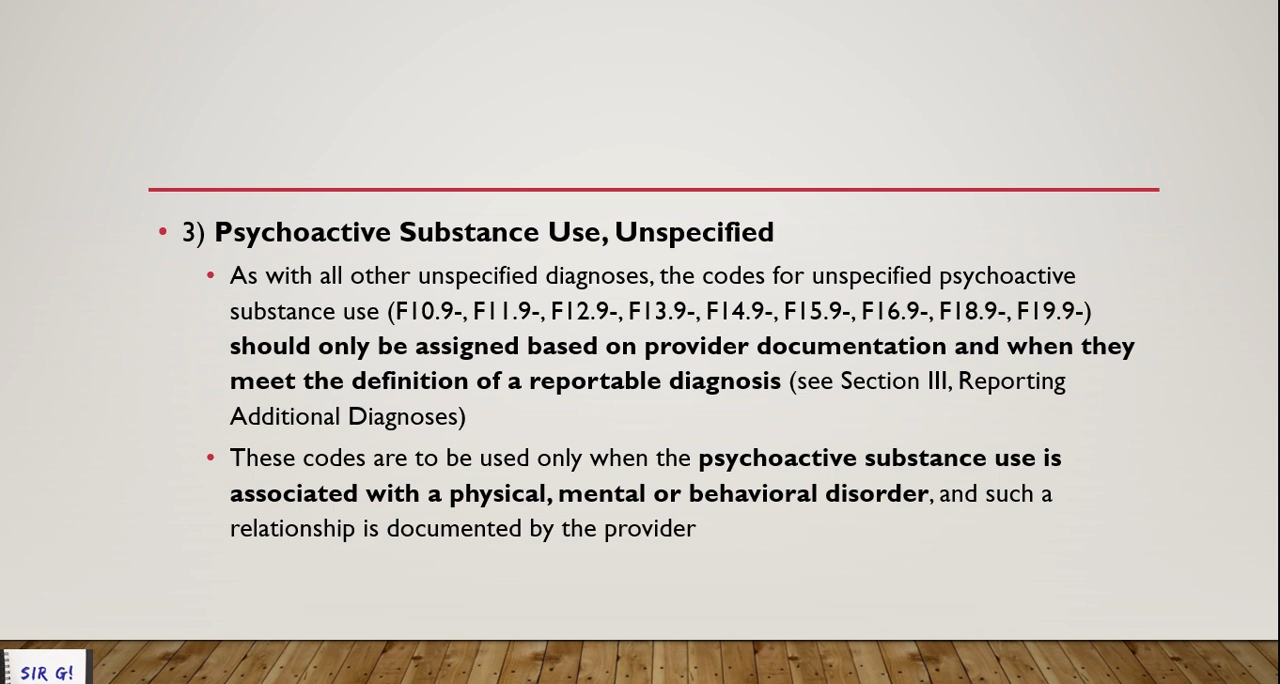 • 3) Psychoactive Substance Use, Unspecified
• As with all other unspecified diagnoses, the codes for unspecified psychoactive
substance use (F10.9-, F11.9-, F12.9-, F13.9-, F14.9-, F15.9-, F16.9-, F18.9-, F19.9-)
should only be assigned based on provider documentation and when they
meet the definition of a reportable diagnosis (see Section III, Reporting
Additional Diagnoses)
• These codes are to be used only when the psychoactive substance use is
associated with a physical, mental or behavioral disorder, and such a
relationship is documented by the provider
SIR G!